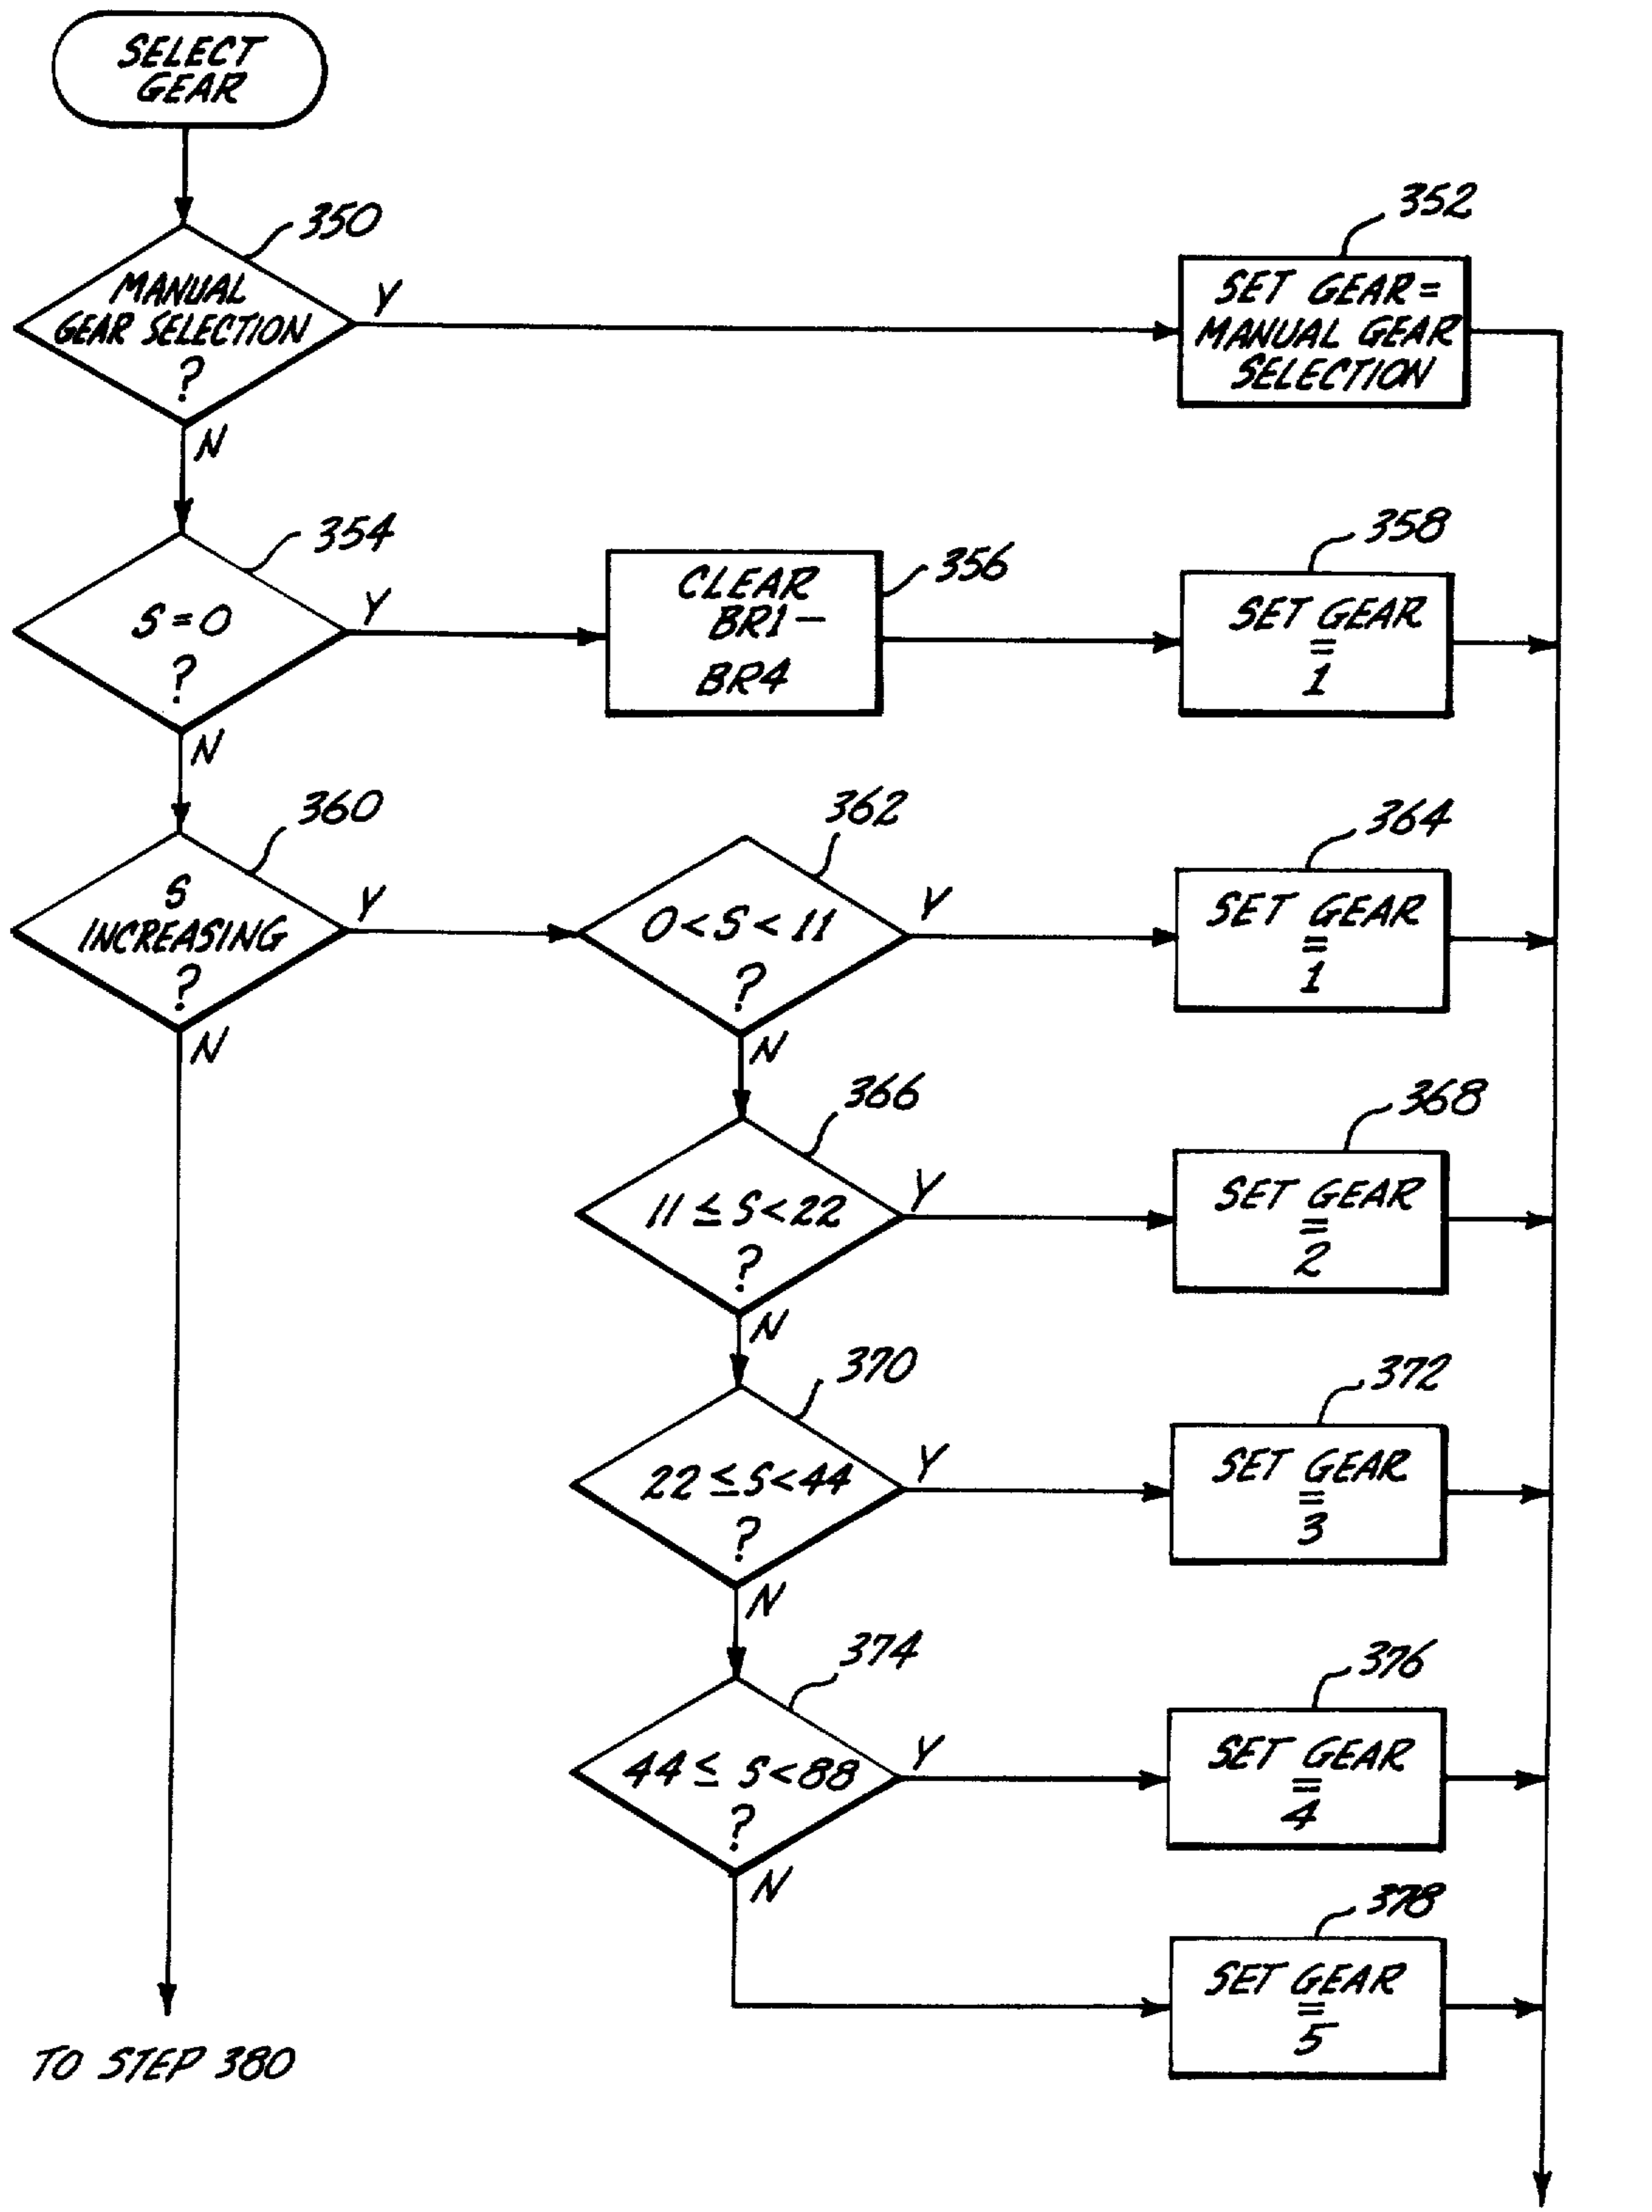 SELECT
GEAR
350
MANUAL
GEAR SELECTION
?
Y
N
352
SET GEAR =
MANUAL GEAR
SELECTION
354
S = 0
?
Y
N
356
CLEAR
BR1 –
BR4
358
SET GEAR
=
1
360
S
INCREASING
?
Y
N
362
0 < S < 11
?
Y
N
364
SET GEAR
=
1
366
11 ≤ S < 22
?
Y
N
368
SET GEAR
=
2
370
22 ≤ S < 44
?
Y
N
372
SET GEAR
=
3
374
44 ≤ S < 88
?
Y
N
376
SET GEAR
=
4
378
SET GEAR
=
5
TO STEP 380